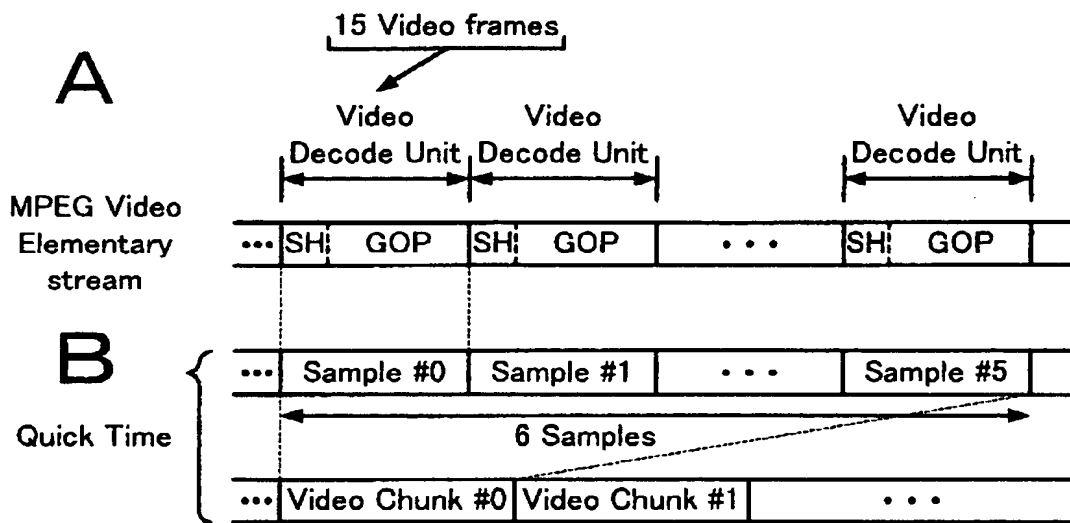 15 Video frames
A
Video
Decode Unit
Video
Decode Unit
Video
Decode Unit
MPEG Video
Elementary
stream
••• SH GOP SH GOP • • • SH GOP
B
Quick Time
••• Sample #0 Sample #1 • • • Sample #5
6 Samples
••• Video Chunk #0 Video Chunk #1 • • •